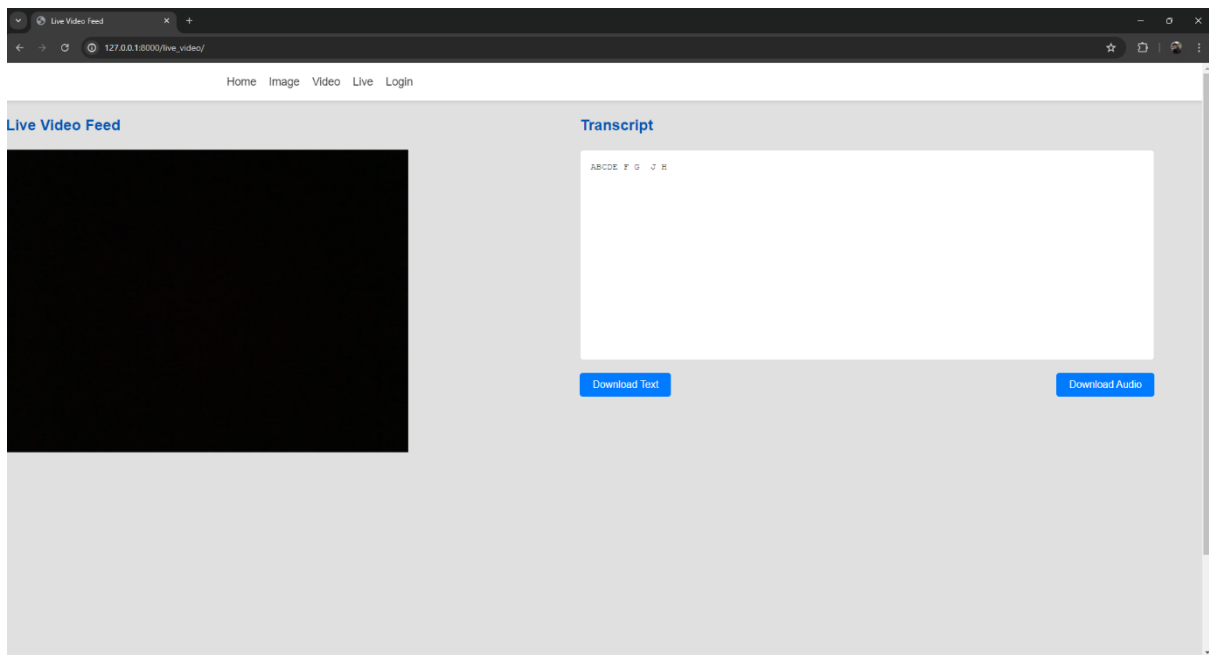 Live Video Feed
127.0.0.1:8000/live_video/
Home Image Video Live Login
Live Video Feed
Transcript
ABCDE F G  J H
Download Text
Download Audio